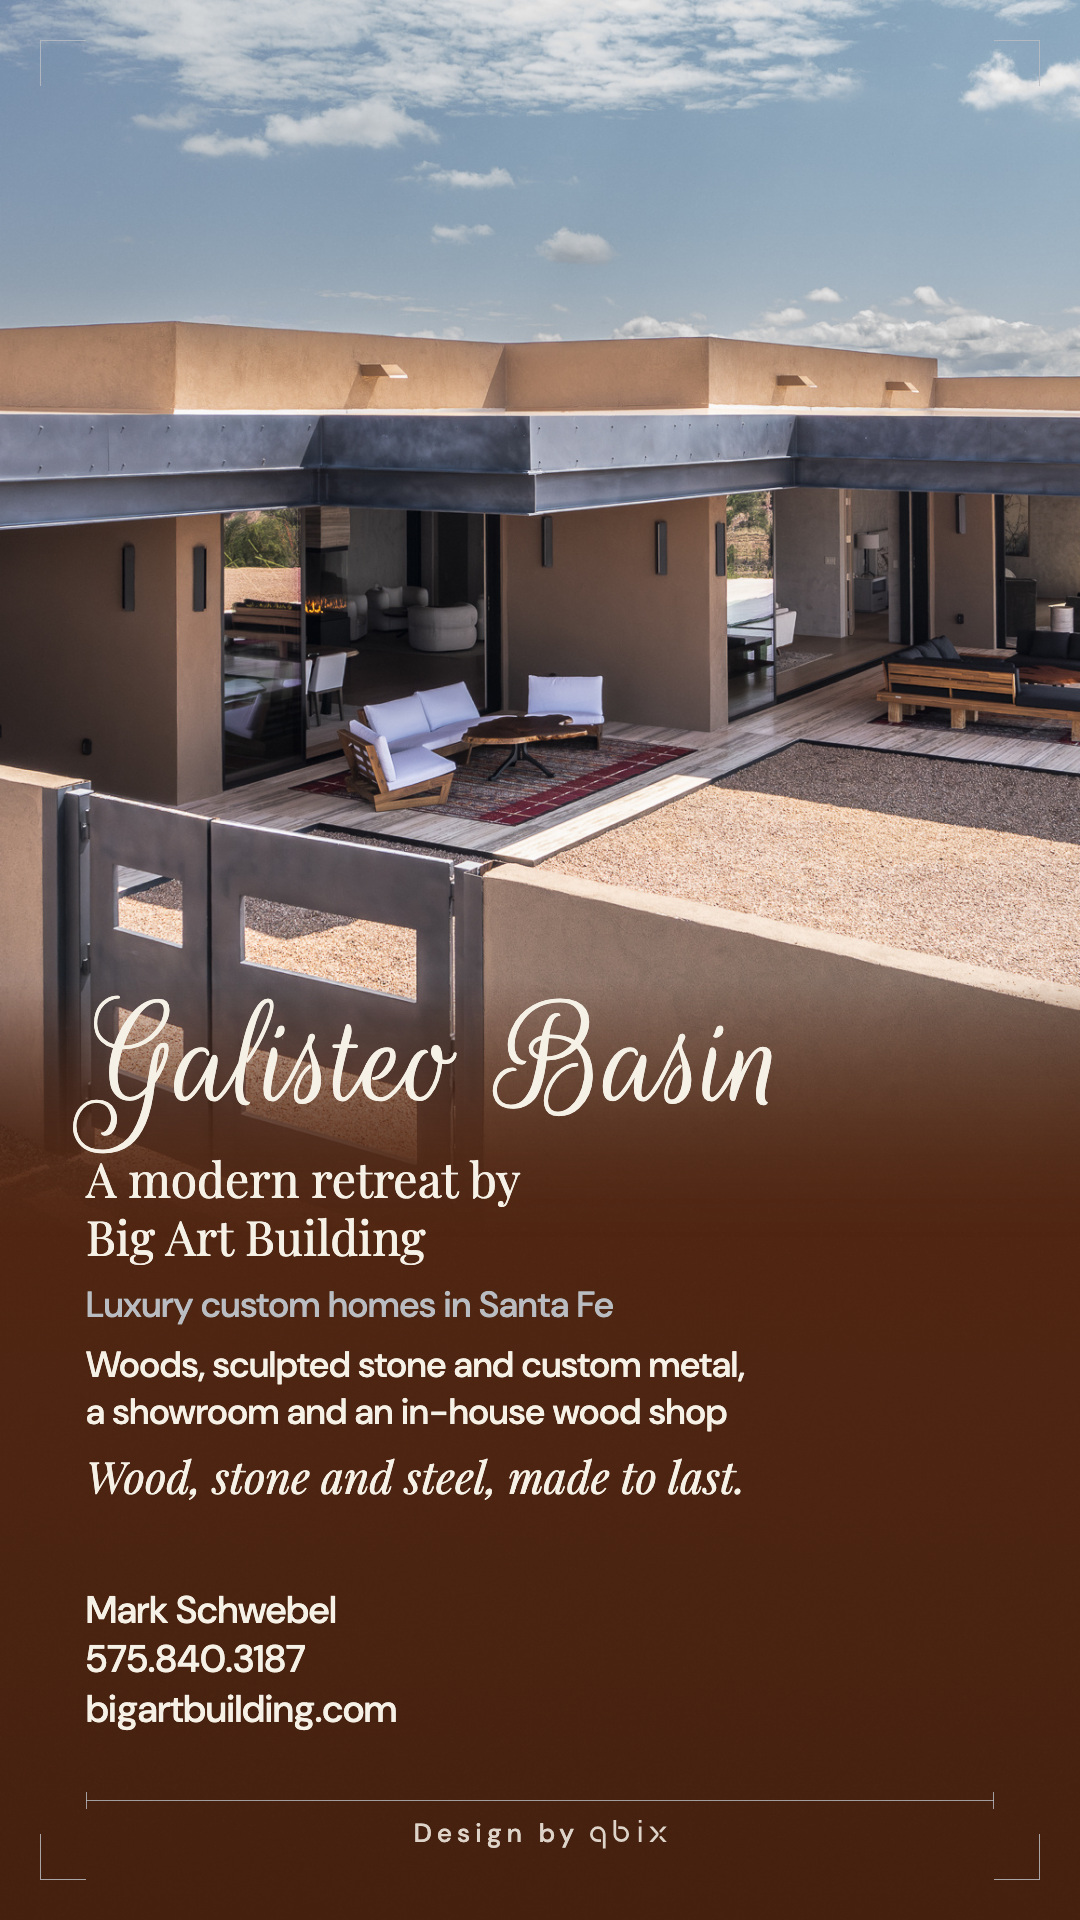 Galisteo Basin
A modern retreat by
Big Art Building
Luxury custom homes in Santa Fe
Woods, sculpted stone and custom metal,
a showroom and an in-house wood shop
Wood, stone and steel, made to last.
Mark Schwebel
575.840.3187
bigartbuilding.com
Design by qbix